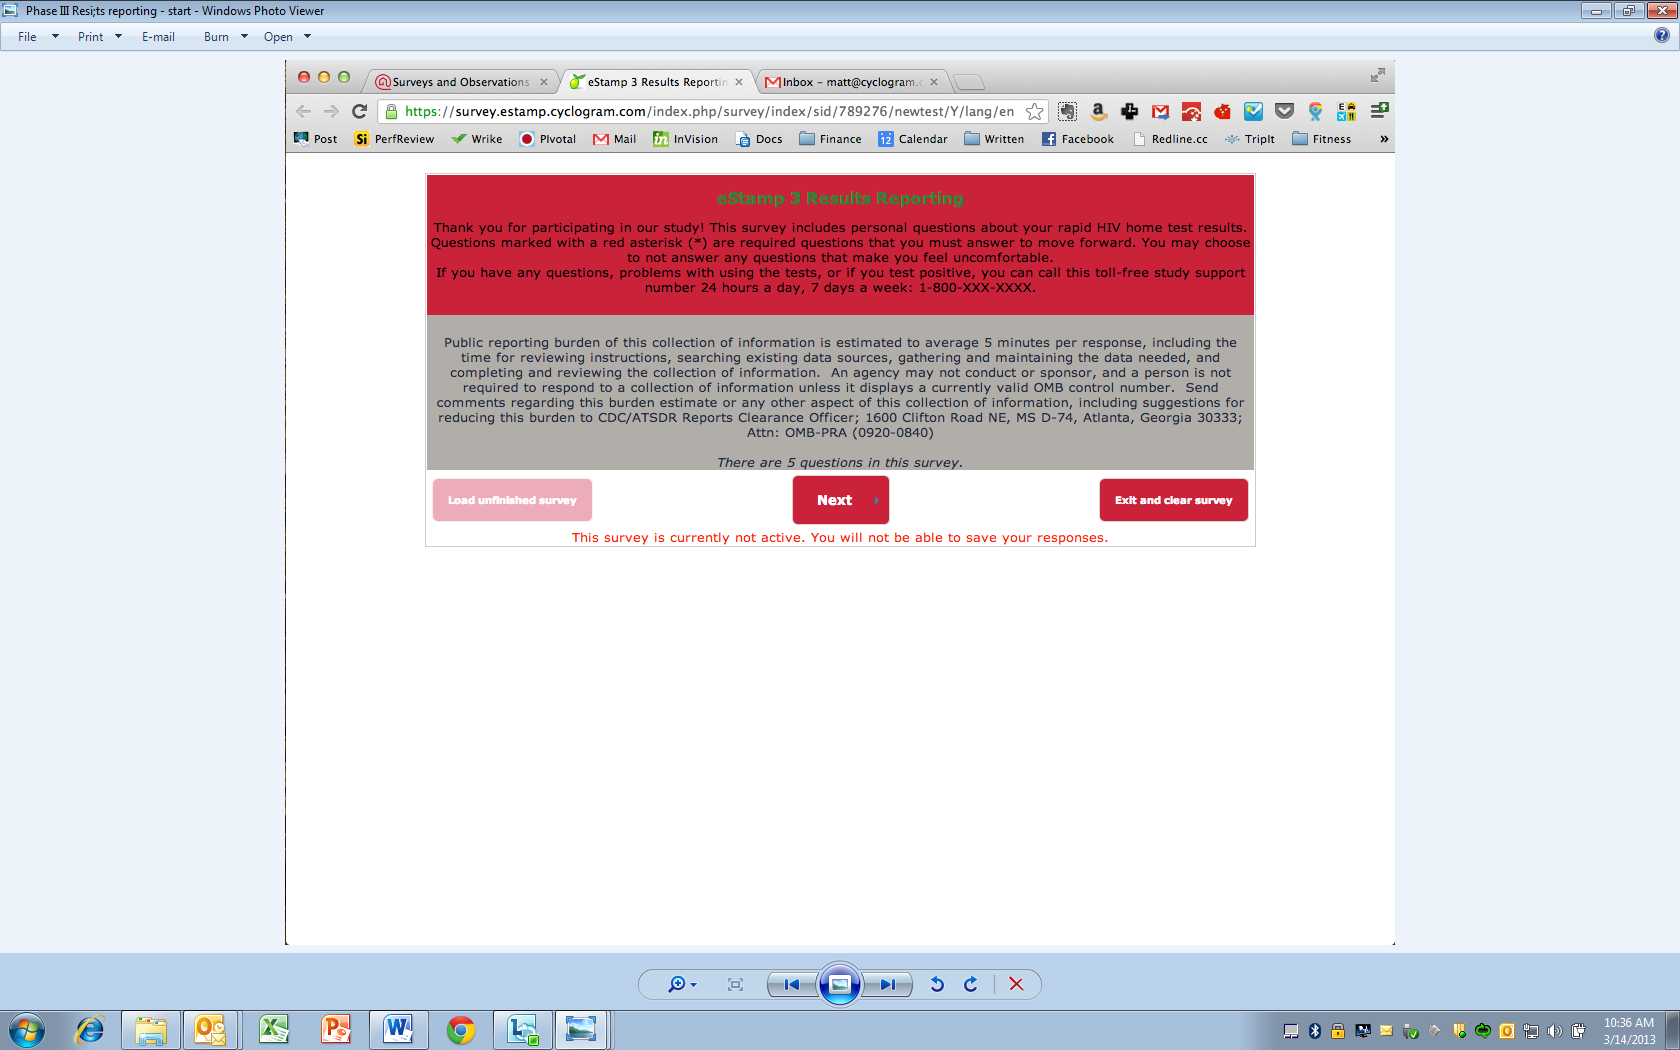 Phase III Resi;ts reporting - start - Windows Photo Viewer
File Print E-mail Burn Open
Surveys and Observations
eStamp 3 Results Reportin
Inbox – matt@cyclogram.c
https://survey.estamp.cyclogram.com/index.php/survey/index/sid/789276/newtest/Y/lang/en
Post PerfReview Wrike PIvotal Mail InVision Docs Finance 12 Calendar Written Facebook Redline.cc TripIt Fitness »
eStamp 3 Results Reporting
Thank you for participating in our study! This survey includes personal questions about your rapid HIV home test results.
Questions marked with a red asterisk (*) are required questions that you must answer to move forward. You may choose
to not answer any questions that make you feel uncomfortable.
If you have any questions, problems with using the tests, or if you test positive, you can call this toll-free study support
number 24 hours a day, 7 days a week: 1-800-XXX-XXXX.
Public reporting burden of this collection of information is estimated to average 5 minutes per response, including the
time for reviewing instructions, searching existing data sources, gathering and maintaining the data needed, and
completing and reviewing the collection of information.  An agency may not conduct or sponsor, and a person is not
required to respond to a collection of information unless it displays a currently valid OMB control number.  Send
comments regarding this burden estimate or any other aspect of this collection of information, including suggestions for
reducing this burden to CDC/ATSDR Reports Clearance Officer; 1600 Clifton Road NE, MS D-74, Atlanta, Georgia 30333;
Attn: OMB-PRA (0920-0840)
There are 5 questions in this survey.
Load unfinished survey
Next
Exit and clear survey
This survey is currently not active. You will not be able to save your responses.
10:36 AM
3/14/2013